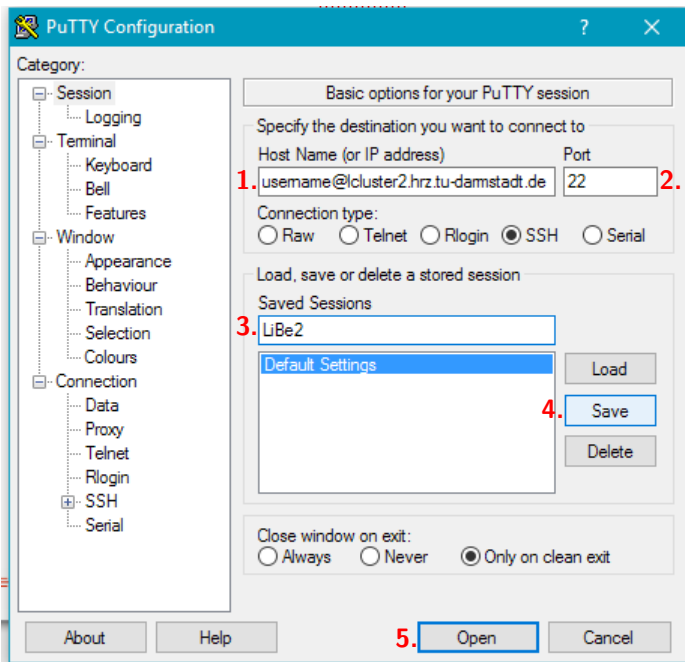 PuTTY Configuration ? ×
Category:
Session
Logging
Terminal
Keyboard
Bell
Features
Window
Appearance
Behaviour
Translation
Selection
Colours
Connection
Data
Proxy
Telnet
Rlogin
SSH
Serial
Basic options for your PuTTY session
Specify the destination you want to connect to
Host Name (or IP address) Port
1. username@lcluster2.hrz.tu-darmstadt.de 22 2.
Connection type:
Raw Telnet Rlogin SSH Serial
Load, save or delete a stored session
Saved Sessions
3. LiBe2
Default Settings
Load
4. Save
Delete
Close window on exit:
Always Never Only on clean exit
About Help 5. Open Cancel